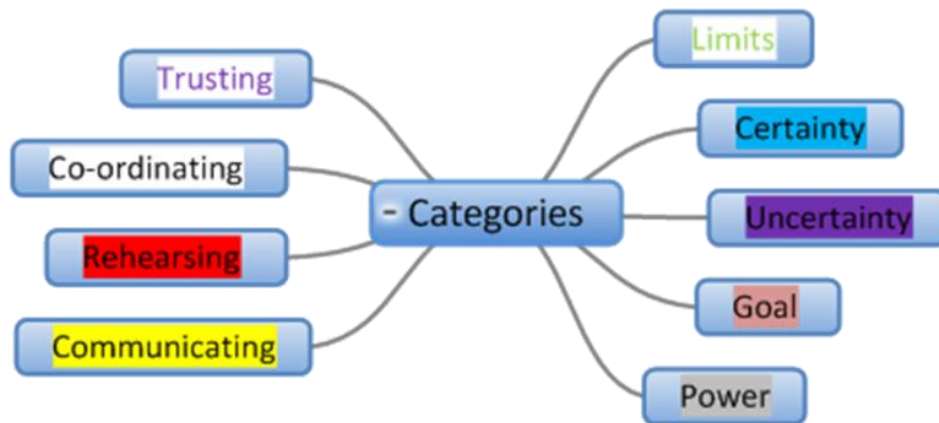 Trusting
Co-ordinating
Rehearsing
Communicating
- Categories
Limits
Certainty
Uncertainty
Goal
Power